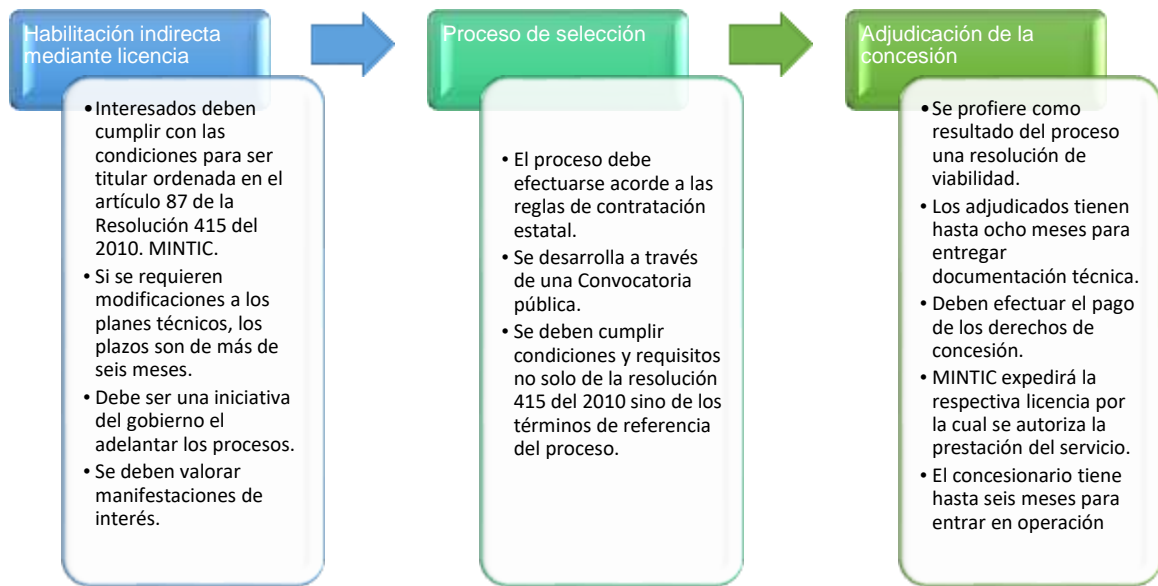 Habilitación indirecta
mediante licencia
•Interesados deben
cumplir con las
condiciones para ser
titular ordenada en el
artículo 87 de la
Resolución 415 del
2010. MINTIC.
• Si se requieren
modificaciones a los
planes técnicos, los
plazos son de más de
seis meses.
• Debe ser una iniciativa
del gobierno el
adelantar los procesos.
• Se deben valorar
manifestaciones de
interés.
Proceso de selección
• El proceso debe
efectuarse acorde a las
reglas de contratación
estatal.
• Se desarrolla a través
de una Convocatoria
pública.
• Se deben cumplir
condiciones y requisitos
no solo de la resolución
415 del 2010 sino de los
términos de referencia
del proceso.
Adjudicación de la
concesión
•Se profiere como
resultado del proceso
una resolución de
viabilidad.
• Los adjudicados tienen
hasta ocho meses para
entregar
documentación técnica.
• Deben efectuar el pago
de los derechos de
concesión.
• MINTIC expedirá la
respectiva licencia por
la cual se autoriza la
prestación del servicio.
• El concesionario tiene
hasta seis meses para
entrar en operación